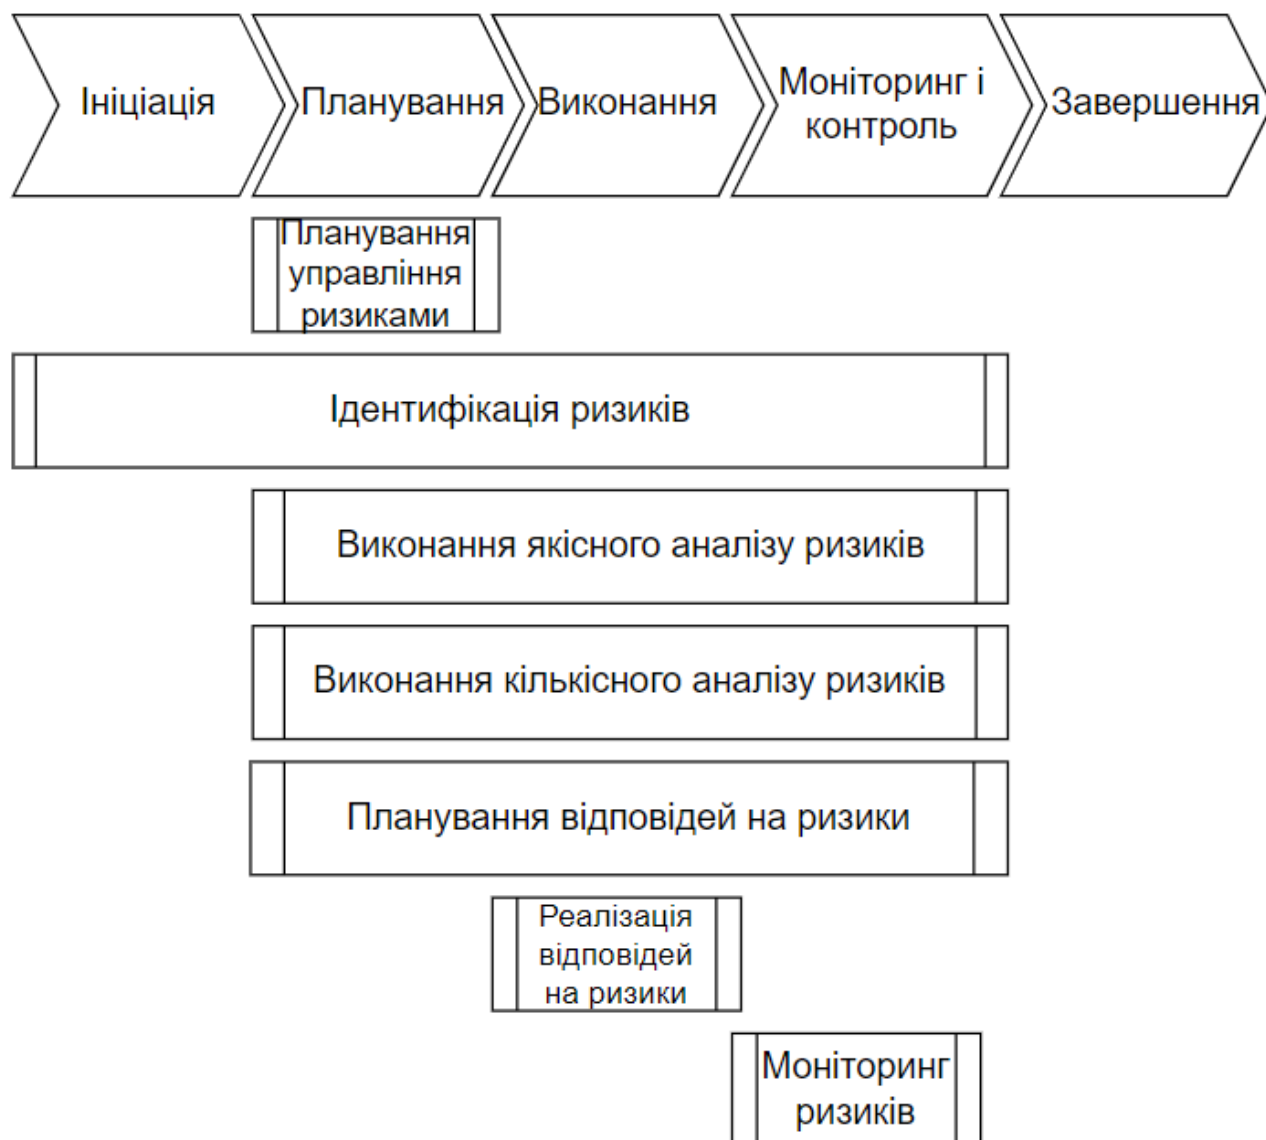 Ініціація
Планування
Виконання
Моніторинг і
контроль
Завершення
Планування
управління
ризиками
Ідентифікація ризиків
Виконання якісного аналізу ризиків
Виконання кількісного аналізу ризиків
Планування відповідей на ризики
Реалізація
відповідей
на ризики
Моніторинг
ризиків